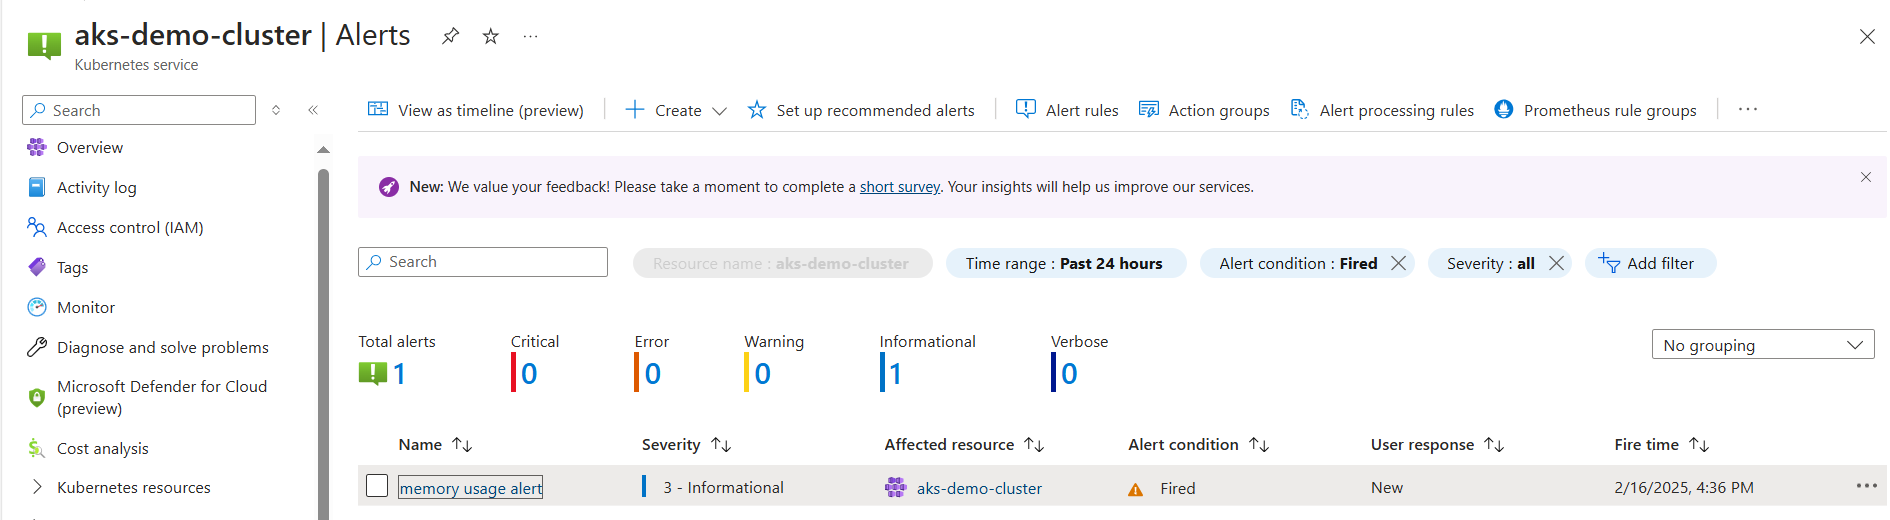 aks-demo-cluster | Alerts
Kubernetes service
Search
Overview
Activity log
Access control (IAM)
Tags
Monitor
Diagnose and solve problems
Microsoft Defender for Cloud
(preview)
Cost analysis
Kubernetes resources
View as timeline (preview) Create Set up recommended alerts Alert rules Action groups Alert processing rules Prometheus rule groups
New: We value your feedback! Please take a moment to complete a short survey. Your insights will help us improve our services.
Search Resource name : aks-demo-cluster Time range : Past 24 hours Alert condition : Fired Severity : all Add filter
Total alerts Critical Error Warning Informational Verbose
1 0 0 0 1 0
No grouping
Name Severity Affected resource Alert condition User response Fire time
memory usage alert 3 - Informational aks-demo-cluster Fired New 2/16/2025, 4:36 PM